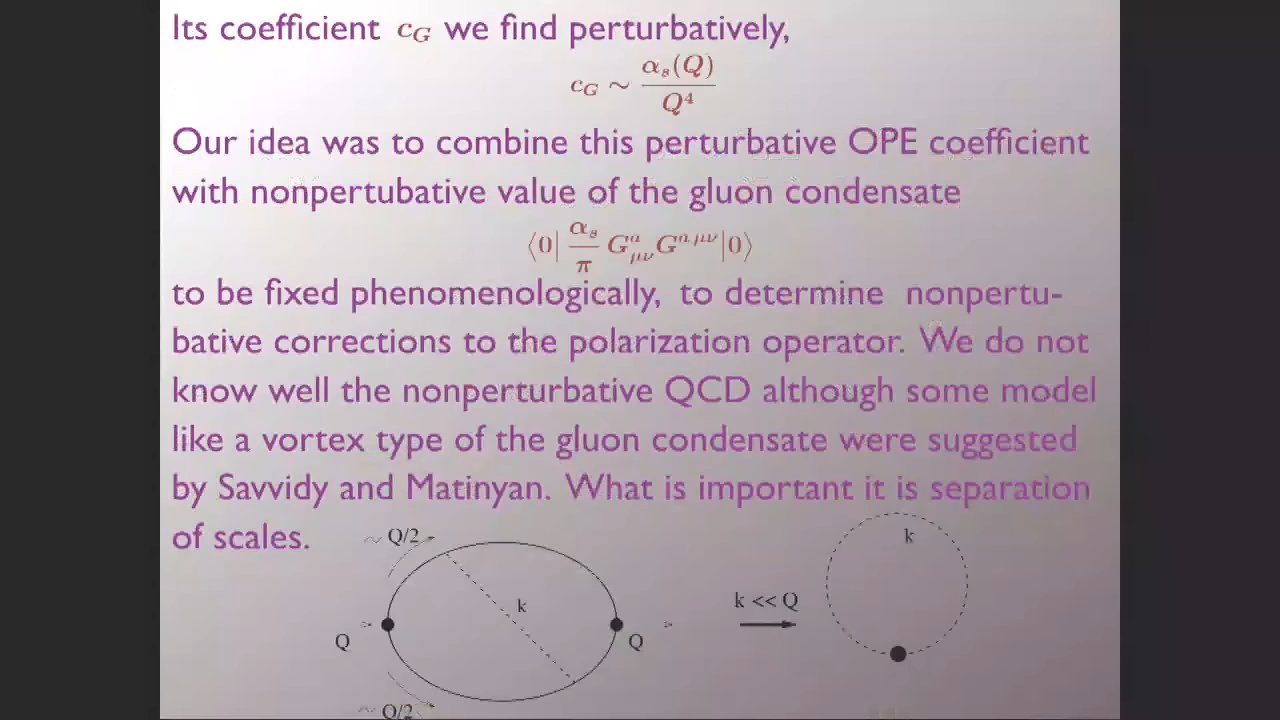 Its coefficient c_G we find perturbatively,
c_G ∼ α_s(Q) / Q⁴
Our idea was to combine this perturbative OPE coefficient
with nonpertubative value of the gluon condensate
⟨0| α_s/π G^a_{μν} G^{a μν} |0⟩
to be fixed phenomenologically, to determine nonpertu-
bative corrections to the polarization operator. We do not
know well the nonperturbative QCD although some model
like a vortex type of the gluon condensate were suggested
by Savvidy and Matinyan. What is important it is separation
of scales.
∼ Q/2
k
k
k << Q
Q
Q
∼ Q/2